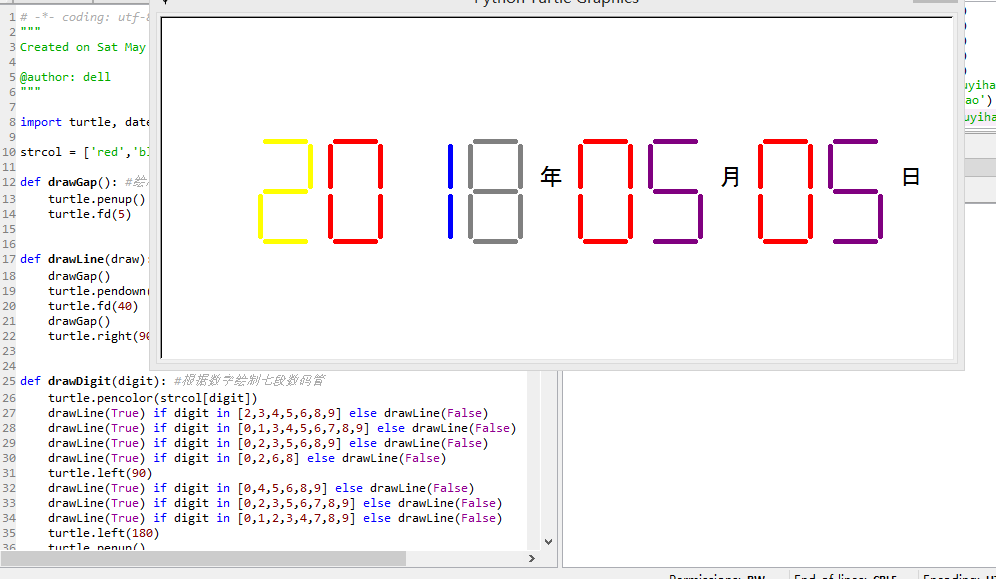 Python Turtle Graphics
1 # -*- coding: utf-8
2 """
3 Created on Sat May
4
5 @author: dell
6 """
7
8 import turtle, date
9
10 strcol = ['red','bl
11
12 def drawGap(): #绘
13 turtle.penup()
14 turtle.fd(5)
15
16
17 def drawLine(draw):
18 drawGap()
19 turtle.pendown(
20 turtle.fd(40)
21 drawGap()
22 turtle.right(90
23
24
25 def drawDigit(digit): #根据数字绘制七段数码管
26 turtle.pencolor(strcol[digit])
27 drawLine(True) if digit in [2,3,4,5,6,8,9] else drawLine(False)
28 drawLine(True) if digit in [0,1,3,4,5,6,7,8,9] else drawLine(False)
29 drawLine(True) if digit in [0,2,3,5,6,8,9] else drawLine(False)
30 drawLine(True) if digit in [0,2,6,8] else drawLine(False)
31 turtle.left(90)
32 drawLine(True) if digit in [0,4,5,6,8,9] else drawLine(False)
33 drawLine(True) if digit in [0,2,3,5,6,7,8,9] else drawLine(False)
34 drawLine(True) if digit in [0,1,2,3,4,7,8,9] else drawLine(False)
35 turtle.left(180)
36 turtle.penup()
2018年05月05日
uyiha
ao')
uyiha
Permissions: RW End of lines: CRLF Encoding: U